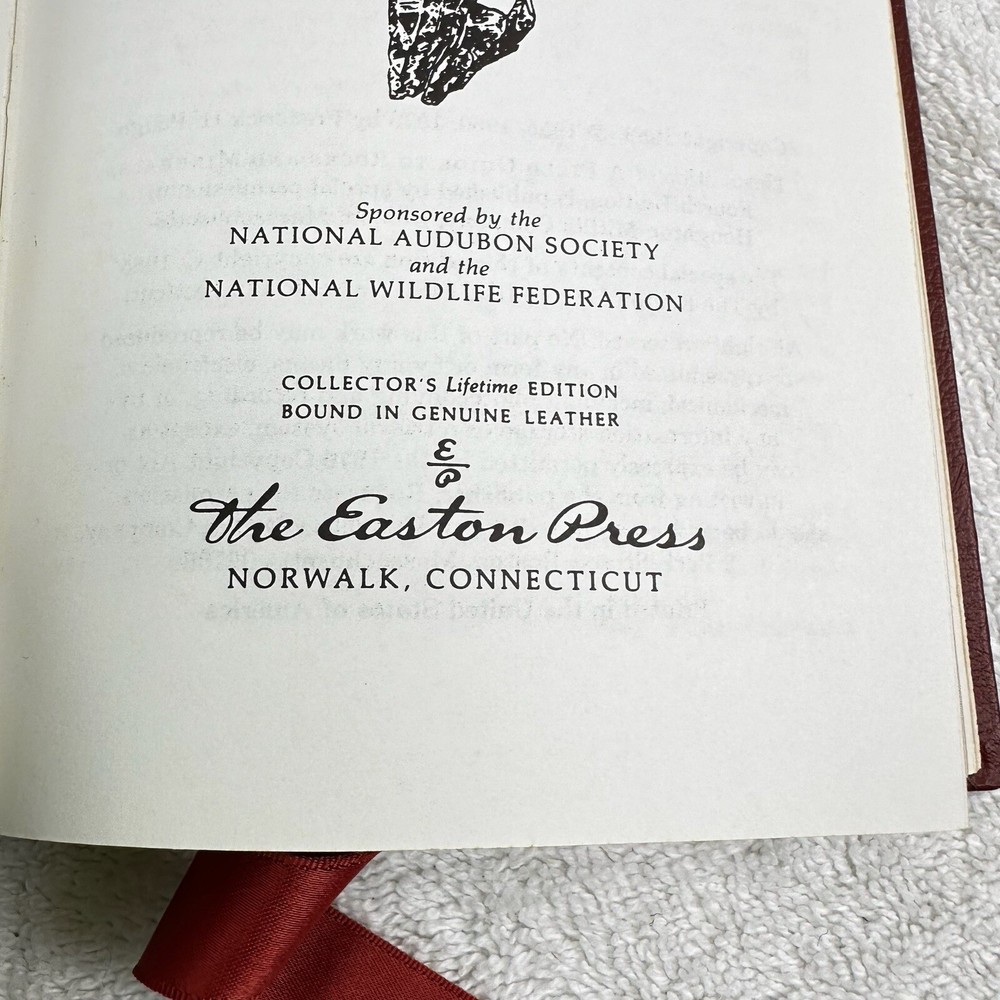 Sponsored by the
NATIONAL AUDUBON SOCIETY
and the
NATIONAL WILDLIFE FEDERATION
COLLECTOR'S Lifetime EDITION
BOUND IN GENUINE LEATHER
E
P
The Easton Press
NORWALK, CONNECTICUT